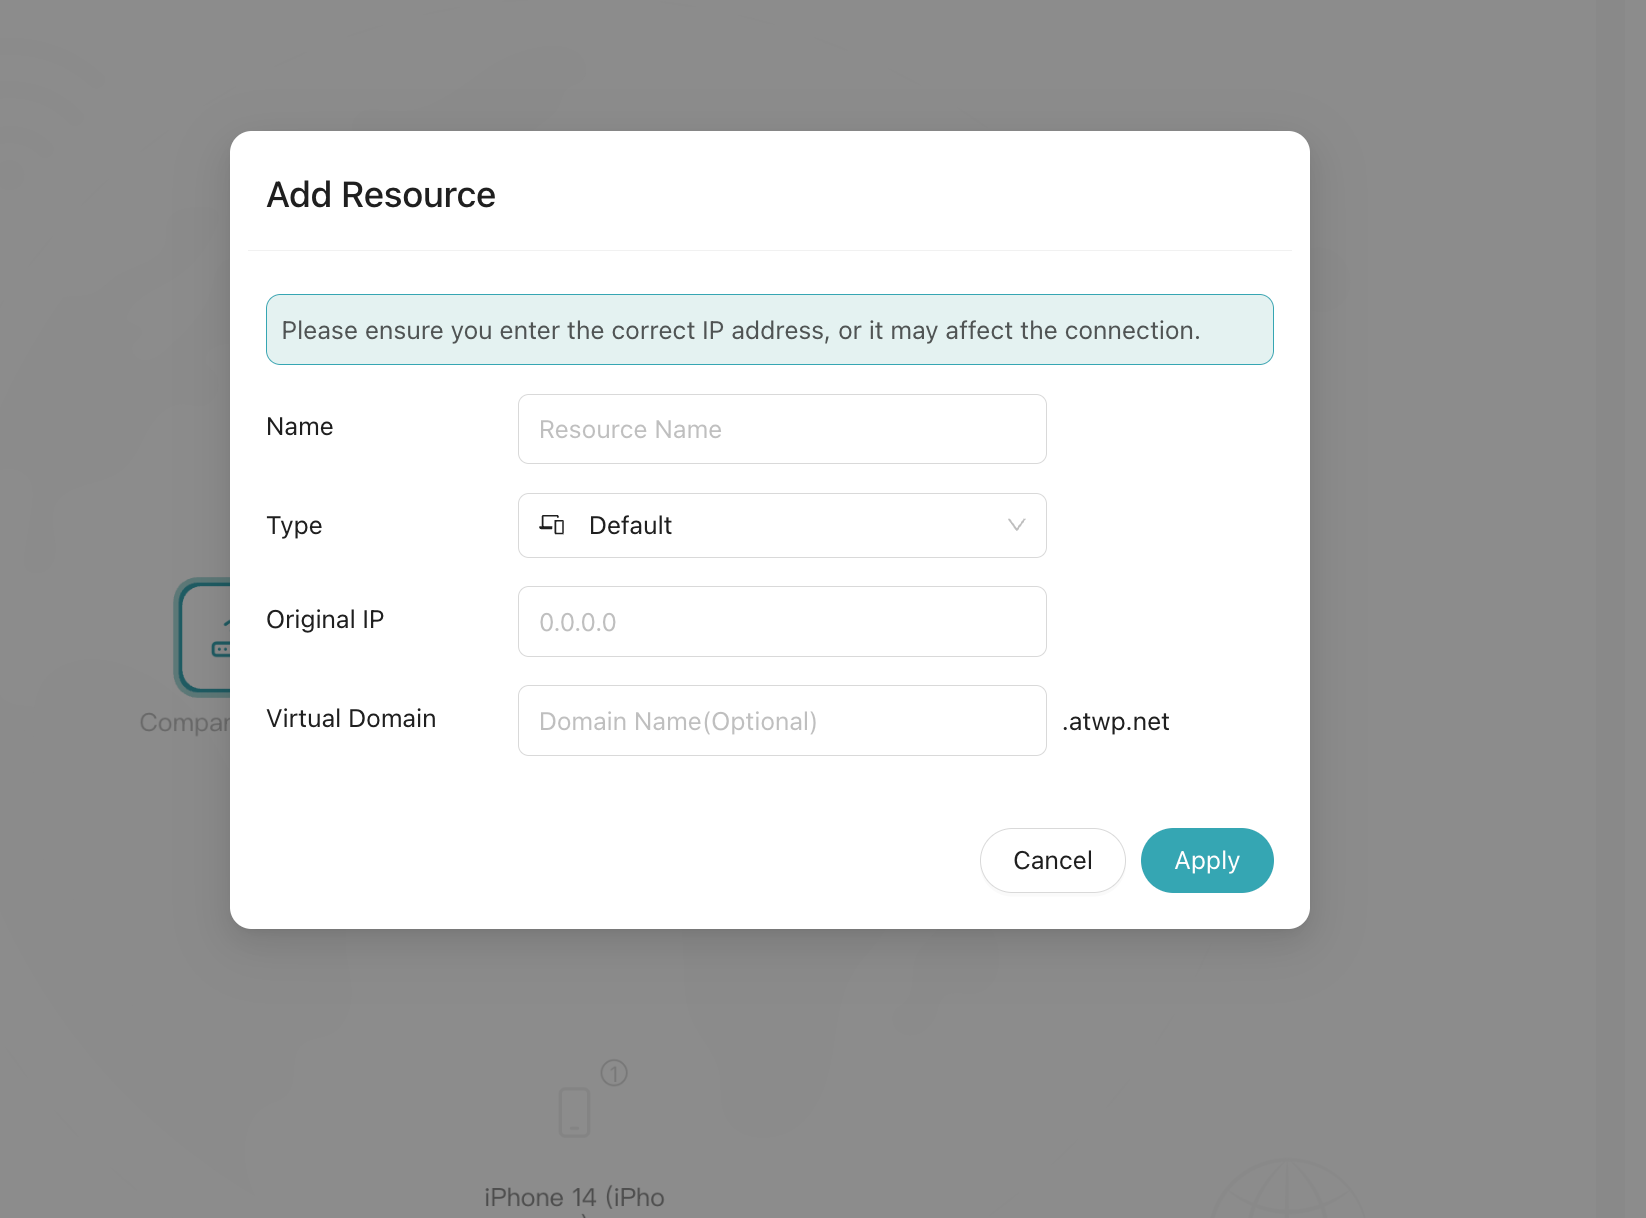 Add Resource
Please ensure you enter the correct IP address, or it may affect the connection.
Name
Resource Name
Type
Default
Original IP
0.0.0.0
Virtual Domain
Domain Name(Optional)
.atwp.net
Cancel
Apply
1
iPhone 14 (iPho